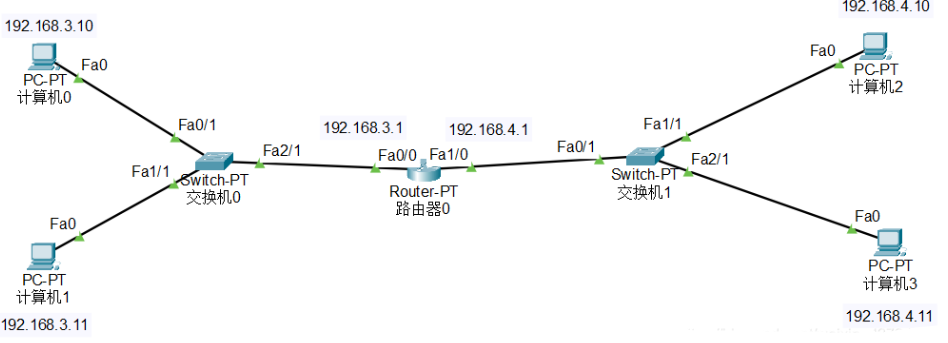 192.168.3.10
Fa0
PC-PT
计算机0
Fa0/1
Fa2/1
Fa1/1
Switch-PT
交换机0
Fa0
PC-PT
计算机1
192.168.3.11
192.168.3.1
192.168.4.1
Fa0/0
Fa1/0
Router-PT
路由器0
Fa0/1
Fa1/1
Switch-PT
交换机1
Fa2/1
192.168.4.10
Fa0
PC-PT
计算机2
Fa0
PC-PT
计算机3
192.168.4.11